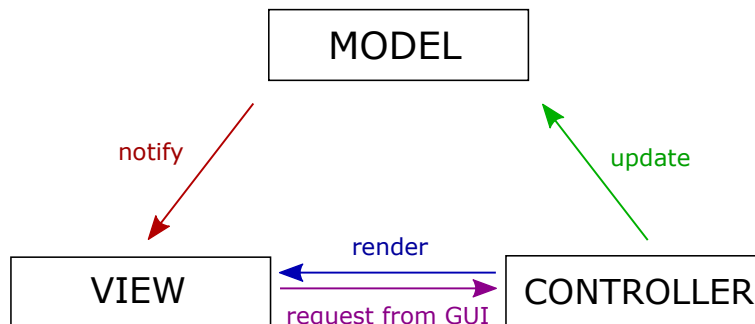 MODEL
notify
update
render
VIEW
CONTROLLER
request from GUI